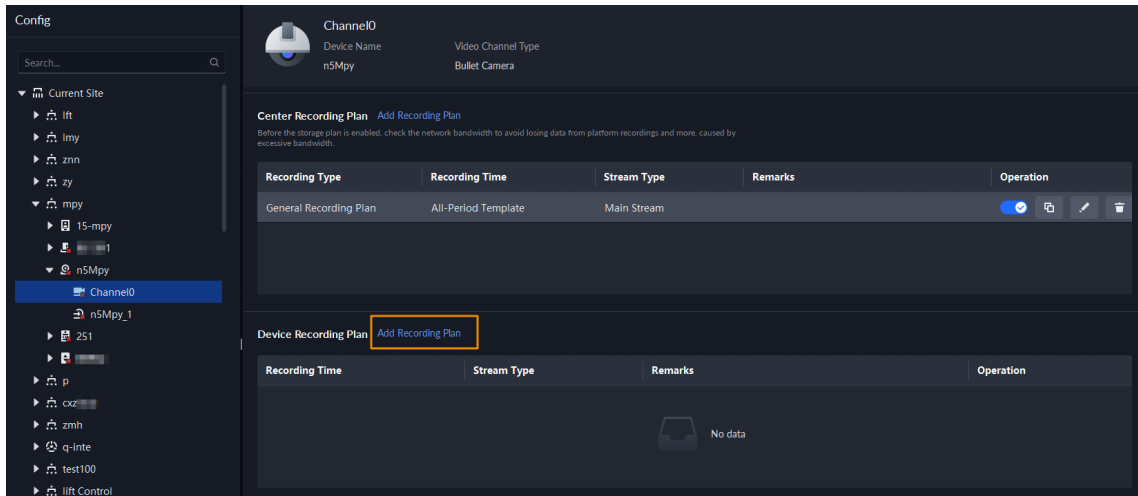 Config
Search...
Current Site
lft
lmy
znn
zy
mpy
15-mpy
1
n5Mpy
Channel0
n5Mpy_1
251
p
cxz
zmh
q-inte
test100
lift Control
Channel0
Device Name Video Channel Type
n5Mpy Bullet Camera
Center Recording Plan Add Recording Plan
Before the storage plan is enabled, check the network bandwidth to avoid losing data from platform recordings and more, caused by
excessive bandwidth.
Recording Type Recording Time Stream Type Remarks Operation
General Recording Plan All-Period Template Main Stream
Device Recording Plan Add Recording Plan
Recording Time Stream Type Remarks Operation
No data